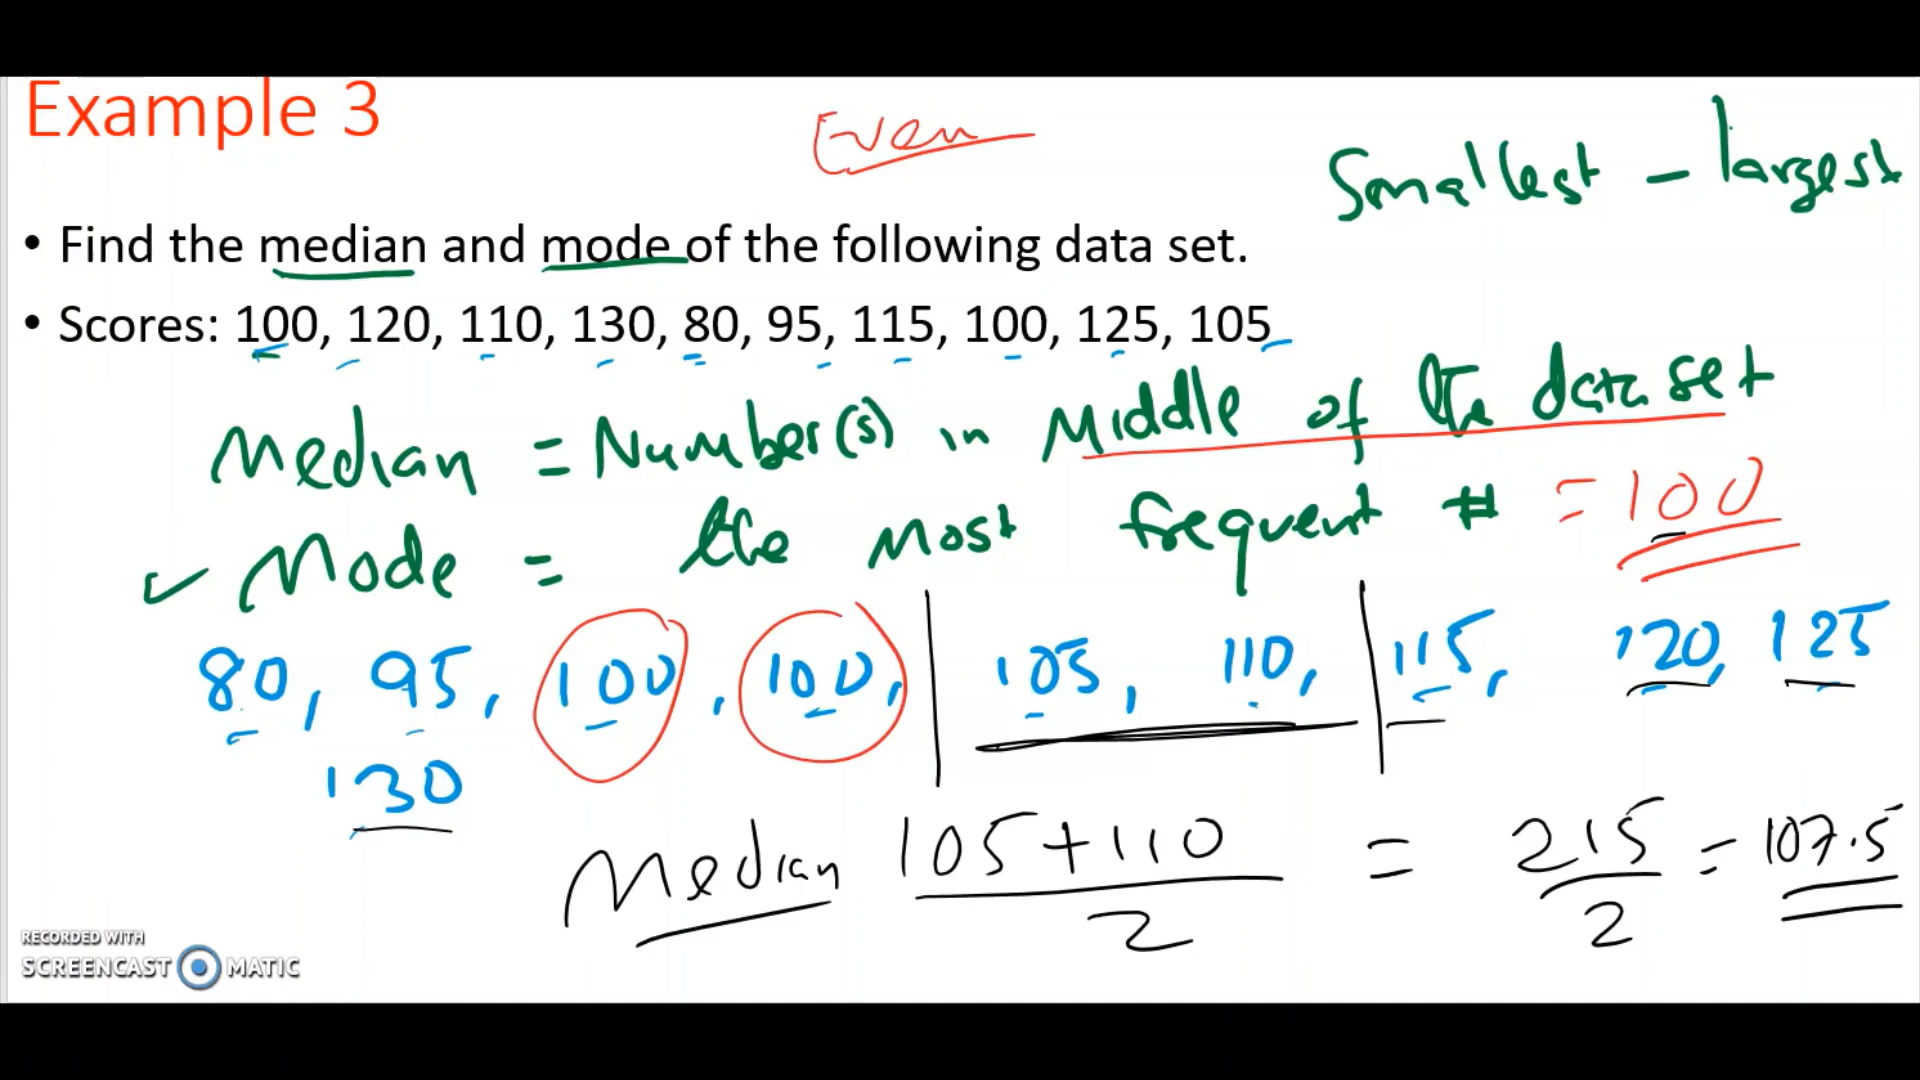 Example 3
Even
Smallest - largest
• Find the median and mode of the following data set.
• Scores: 100, 120, 110, 130, 80, 95, 115, 100, 125, 105
Median = Number(s) in Middle of the data set
✓ Mode = the most frequent # = 100
80, 95, 100, 100, | 105, 110, | 115, 120, 125
130
Median 105+110 = 215 = 107.5
2 2
RECORDED WITH
SCREENCAST MATIC